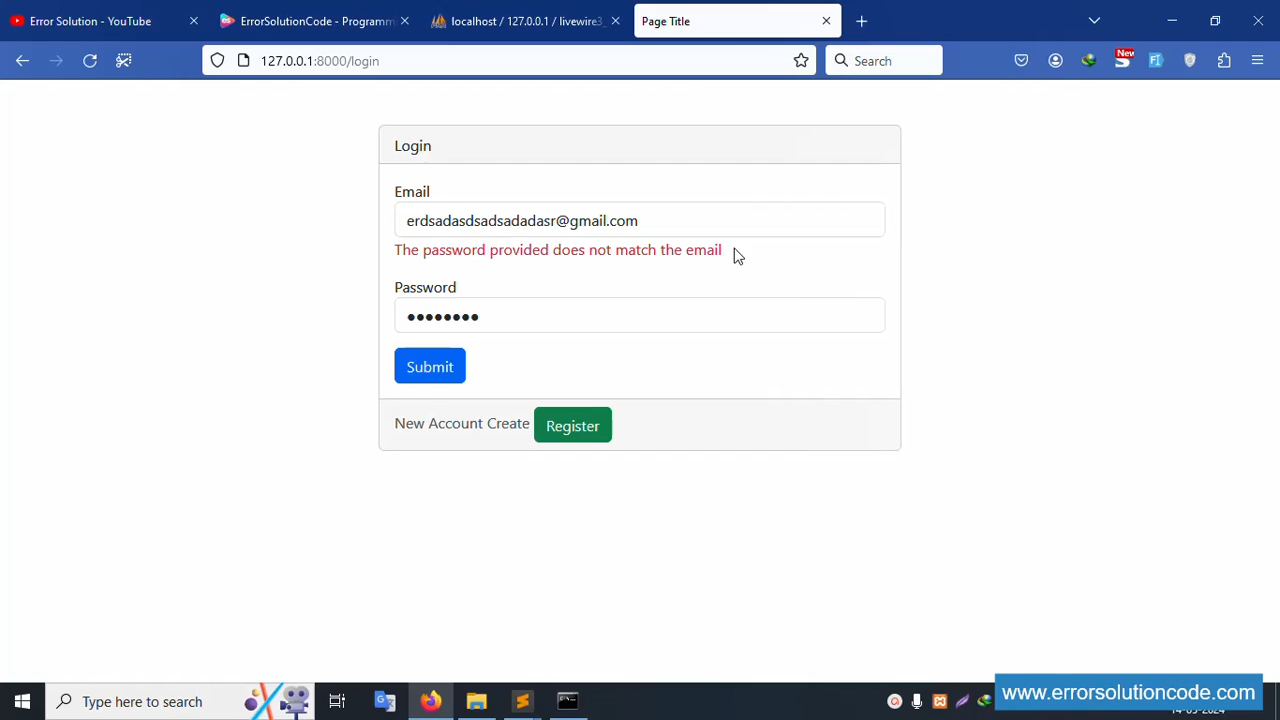 Error Solution - YouTube
ErrorSolutionCode - Programm
localhost / 127.0.0.1 / livewire3_
Page Title
127.0.0.1:8000/login
Search
New
Login
Email
erdsadasdsadsadadasr@gmail.com
The password provided does not match the email
Password
Submit
New Account Create Register
Type here to search
www.errorsolutioncode.com